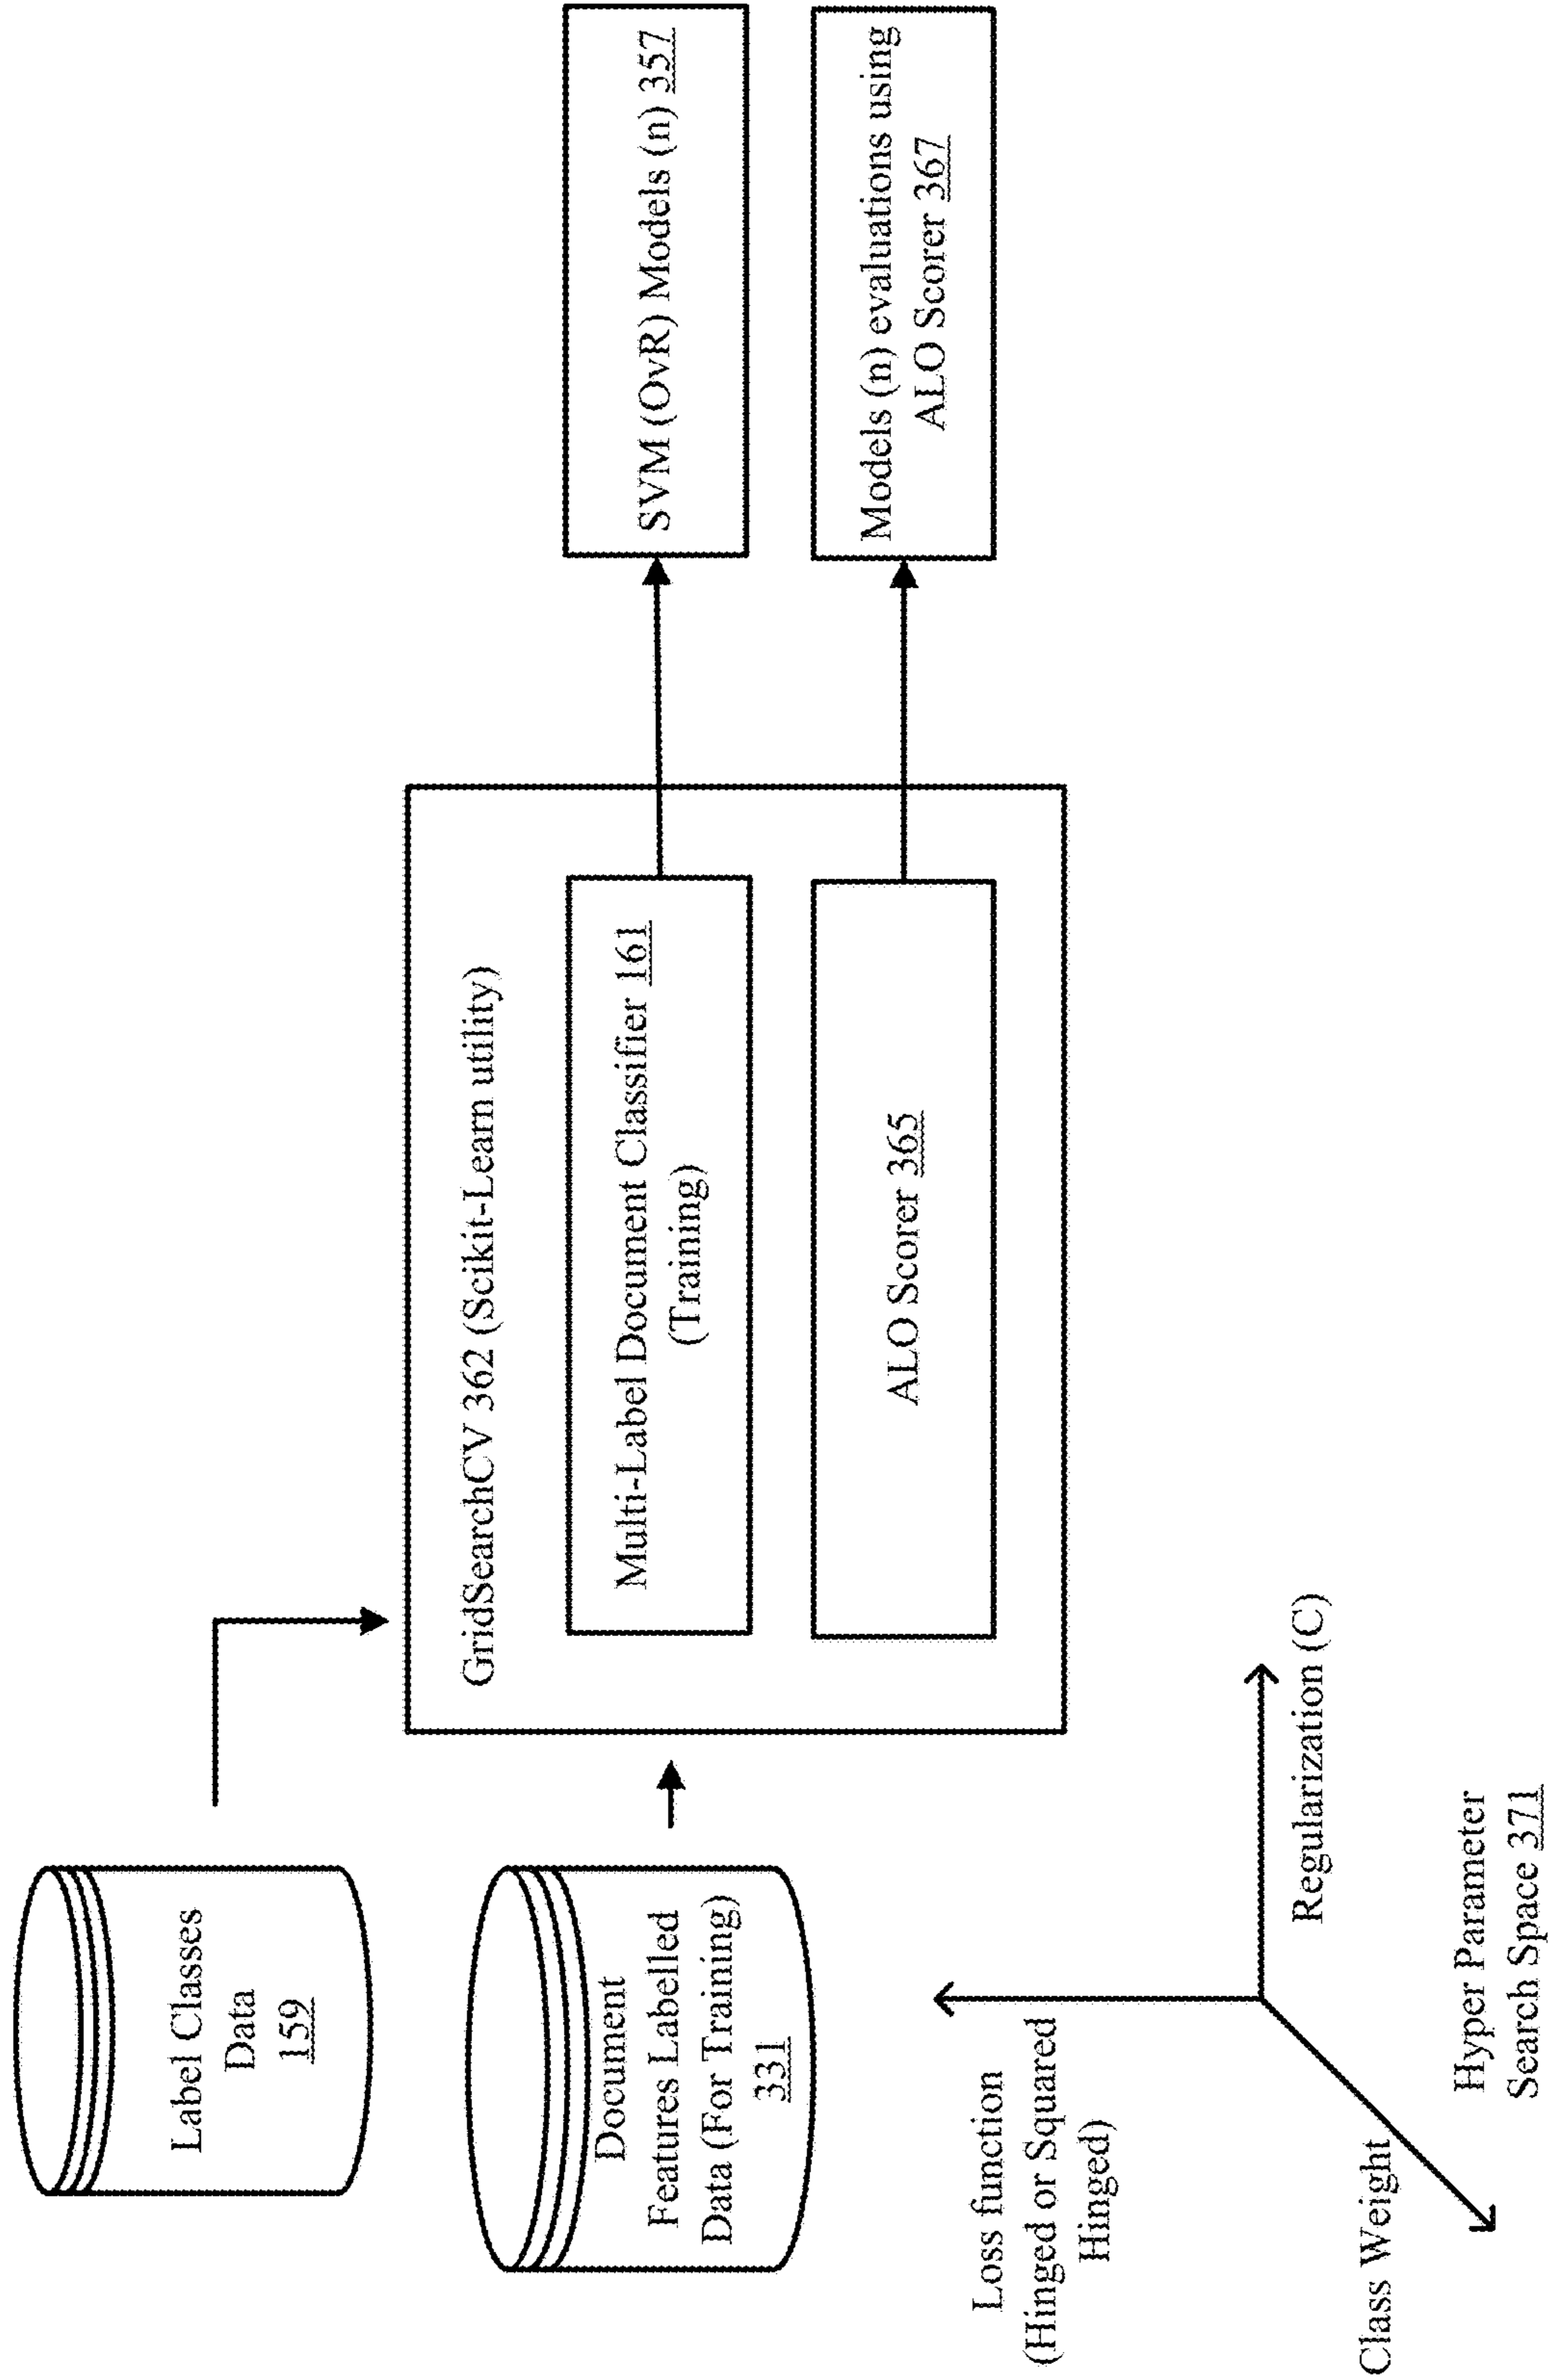 Label Classes
Data
159
Document
Features Labelled
Data (For Training)
331
GridSearchCV 362 (Scikit-Learn utility)
Multi-Label Document Classifier 161
(Training)
ALO Scorer 365
SVM (OvR) Models (n) 357
Models (n) evaluations using
ALO Scorer 367
Loss function
(Hinged or Squared
Hinged)
Regularization (C)
Class Weight
Hyper Parameter
Search Space 371